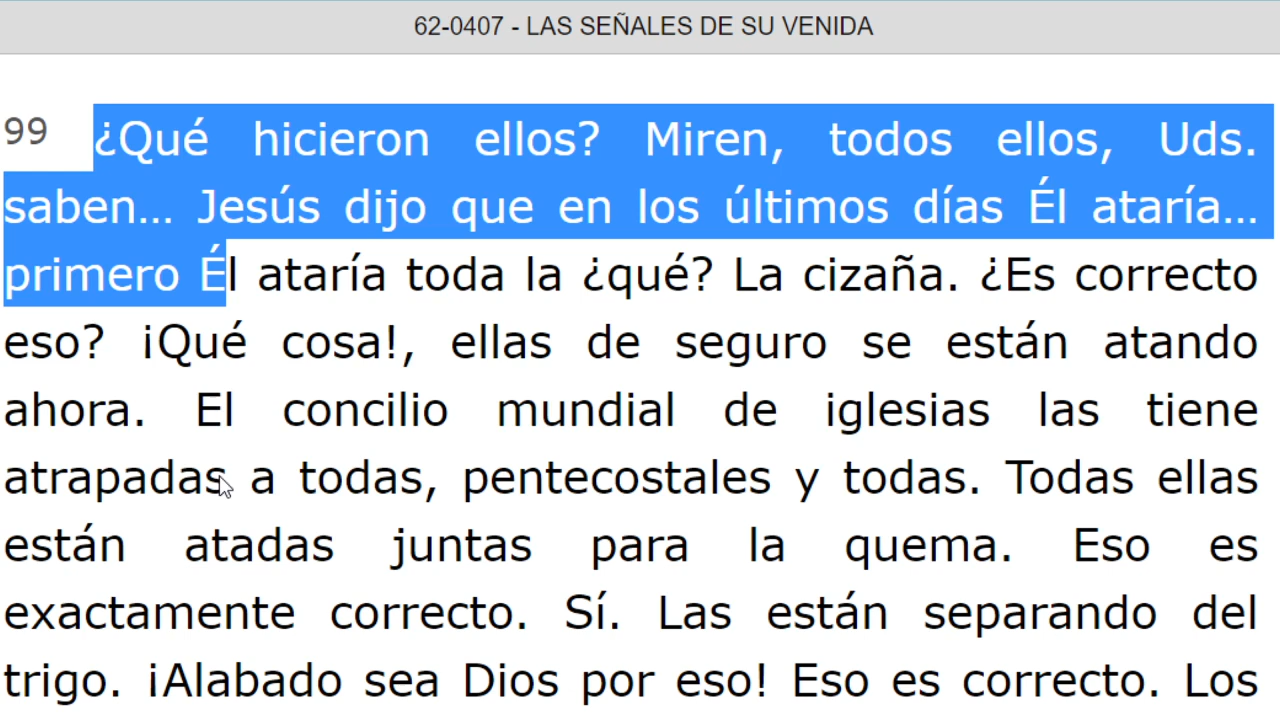 62-0407 - LAS SEÑALES DE SU VENIDA
99 ¿Qué hicieron ellos? Miren, todos ellos, Uds.
saben... Jesús dijo que en los últimos días Él ataría...
primero Él ataría toda la ¿qué? La cizaña. ¿Es correcto
eso? ¡Qué cosa!, ellas de seguro se están atando
ahora. El concilio mundial de iglesias las tiene
atrapadas a todas, pentecostales y todas. Todas ellas
están atadas juntas para la quema. Eso es
exactamente correcto. Sí. Las están separando del
trigo. ¡Alabado sea Dios por eso! Eso es correcto. Los